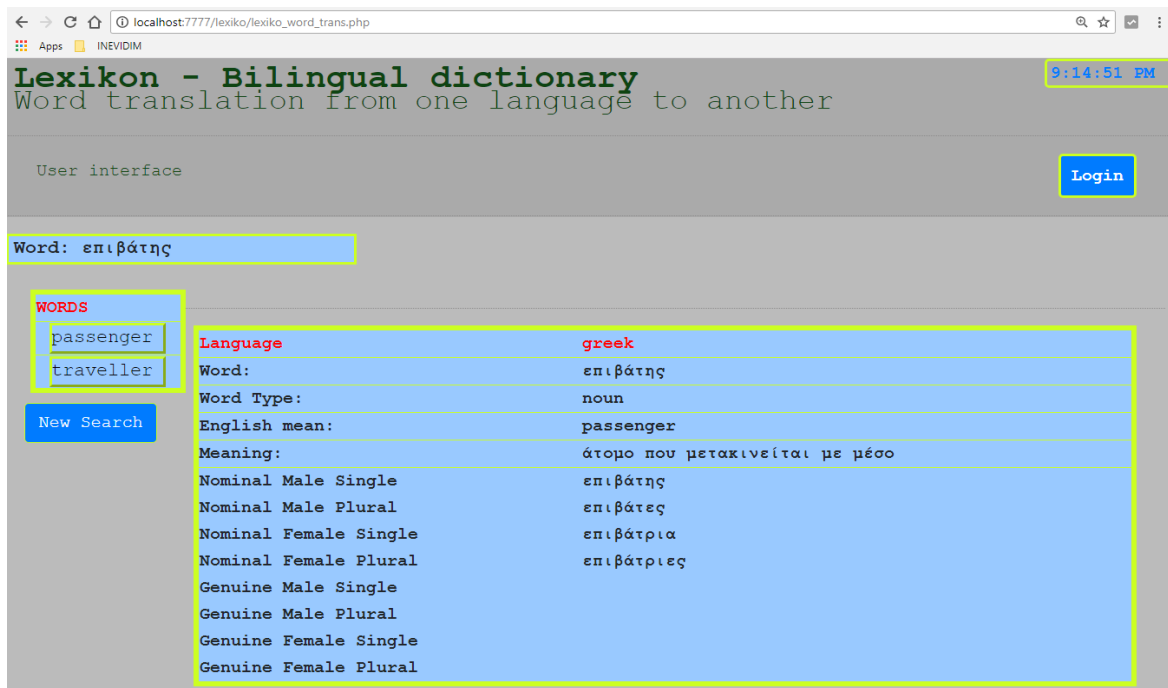 localhost:7777/lexiko/lexiko_word_trans.php
Apps INEVIDIM
Lexikon - Bilingual dictionary
9:14:51 PM
Word translation from one language to another
User interface
Login
Word: επιβάτης
WORDS
passenger
traveller
New Search
Language greek
Word: επιβάτης
Word Type: noun
English mean: passenger
Meaning: άτομο που μετακινείται με μέσο
Nominal Male Single επιβάτης
Nominal Male Plural επιβάτες
Nominal Female Single επιβάτρια
Nominal Female Plural επιβάτριες
Genuine Male Single
Genuine Male Plural
Genuine Female Single
Genuine Female Plural